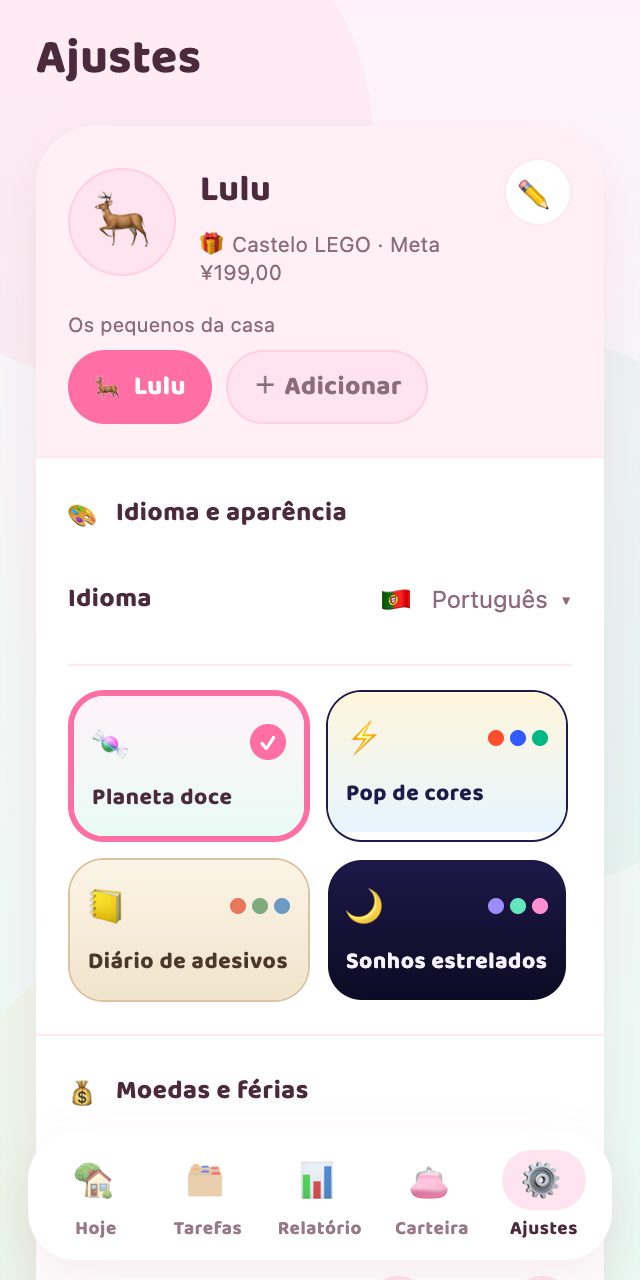 Ajustes
Lulu
🎁 Castelo LEGO · Meta
¥199,00
Os pequenos da casa
Lulu
+ Adicionar
Idioma e aparência
Idioma
Português ▾
Planeta doce
Pop de cores
Diário de adesivos
Sonhos estrelados
Moedas e férias
Hoje
Tarefas
Relatório
Carteira
Ajustes